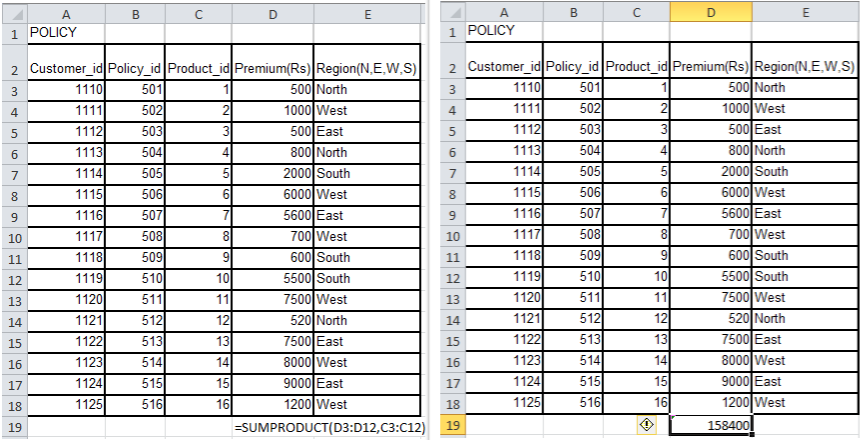 A B C D E
1 POLICY
2 Customer_id Policy_id Product_id Premium(Rs) Region(N,E,W,S)
3 1110 501 1 500 North
4 1111 502 2 1000 West
5 1112 503 3 500 East
6 1113 504 4 800 North
7 1114 505 5 2000 South
8 1115 506 6 6000 West
9 1116 507 7 5600 East
10 1117 508 8 700 West
11 1118 509 9 600 South
12 1119 510 10 5500 South
13 1120 511 11 7500 West
14 1121 512 12 520 North
15 1122 513 13 7500 East
16 1123 514 14 8000 West
17 1124 515 15 9000 East
18 1125 516 16 1200 West
19 =SUMPRODUCT(D3:D12,C3:C12)
A B C D E
1 POLICY
2 Customer_id Policy_id Product_id Premium(Rs) Region(N,E,W,S)
3 1110 501 1 500 North
4 1111 502 2 1000 West
5 1112 503 3 500 East
6 1113 504 4 800 North
7 1114 505 5 2000 South
8 1115 506 6 6000 West
9 1116 507 7 5600 East
10 1117 508 8 700 West
11 1118 509 9 600 South
12 1119 510 10 5500 South
13 1120 511 11 7500 West
14 1121 512 12 520 North
15 1122 513 13 7500 East
16 1123 514 14 8000 West
17 1124 515 15 9000 East
18 1125 516 16 1200 West
19 158400